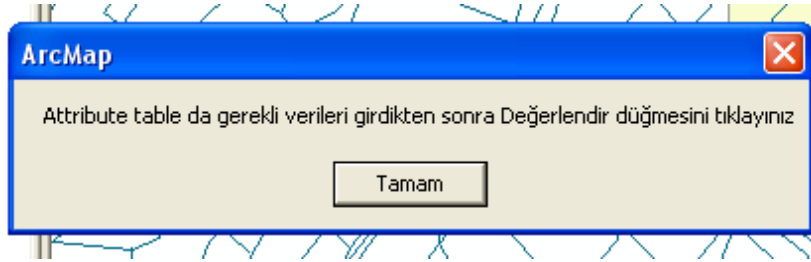 ArcMap
Attribute table da gerekli verileri girdikten sonra Değerlendir düğmesini tıklayınız
Tamam